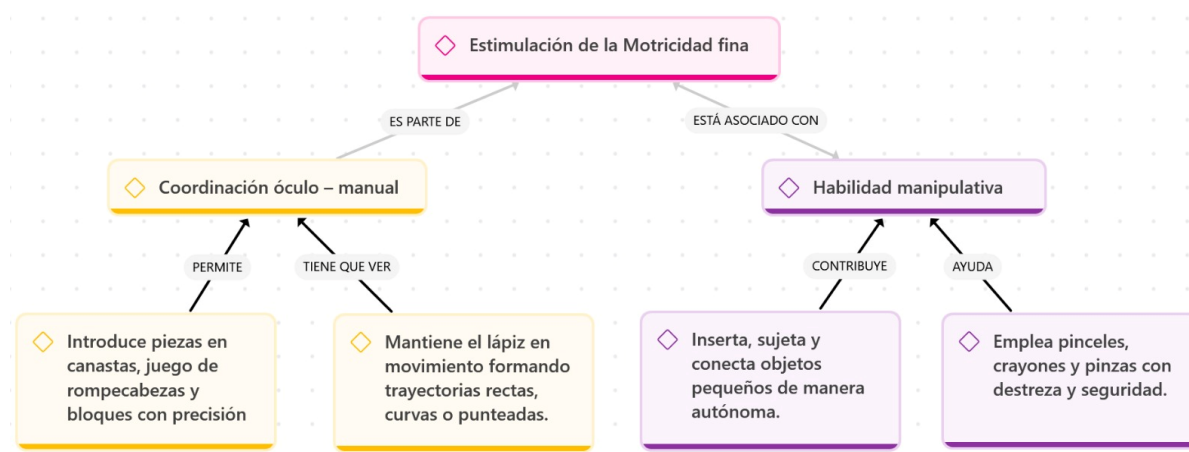 Estimulación de la Motricidad fina
ES PARTE DE
ESTÁ ASOCIADO CON
Coordinación óculo – manual
Habilidad manipulativa
PERMITE
TIENE QUE VER
CONTRIBUYE
AYUDA
Introduce piezas en
canastas, juego de
rompecabezas y
bloques con precisión
Mantiene el lápiz en
movimiento formando
trayectorias rectas,
curvas o punteadas.
Inserta, sujeta y
conecta objetos
pequeños de manera
autónoma.
Emplea pinceles,
crayones y pinzas con
destreza y seguridad.